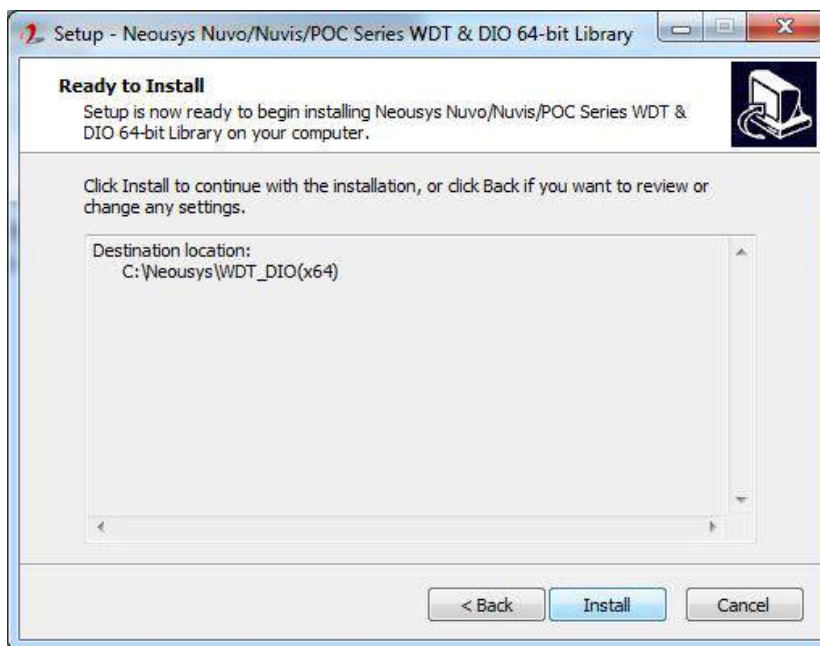 Setup - Neousys Nuvo/Nuvis/POC Series WDT & DIO 64-bit Library
Ready to Install
Setup is now ready to begin installing Neousys Nuvo/Nuvis/POC Series WDT &
DIO 64-bit Library on your computer.
Click Install to continue with the installation, or click Back if you want to review or
change any settings.
Destination location:
C:\Neousys\WDT_DIO(x64)
< Back
Install
Cancel